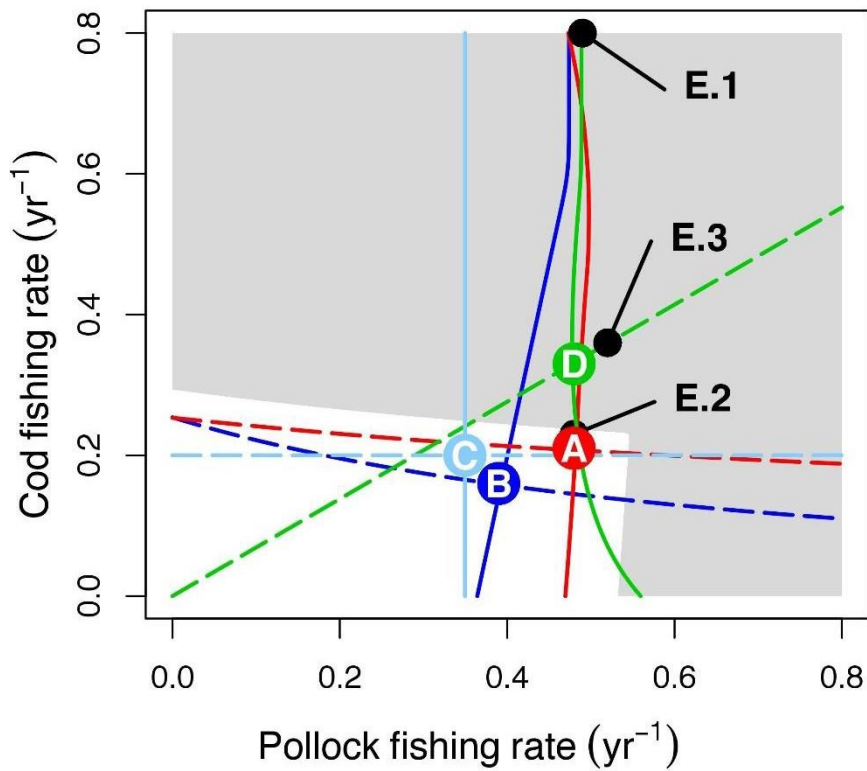 0.8
E.1
0.6
E.3
0.4
D
E.2
A
0.2
C
B
0.0
Cod fishing rate (yr⁻¹)
0.0 0.2 0.4 0.6 0.8
Pollock fishing rate (yr⁻¹)